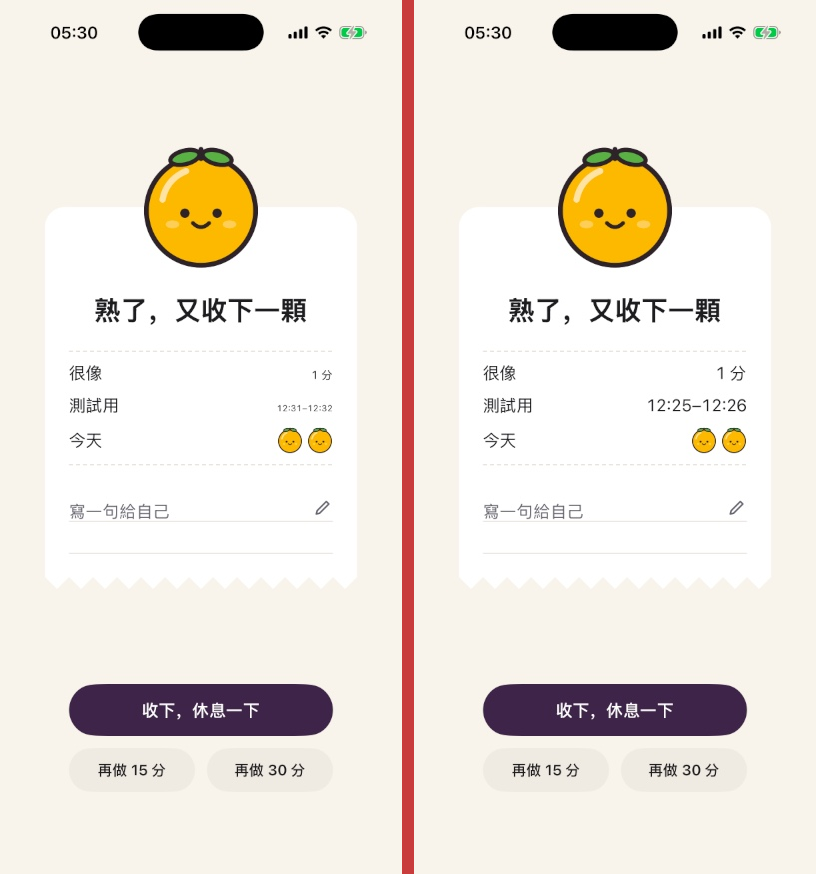 05:30
熟了，又收下一顆
很像 1 分
測試用 12:31–12:32
今天
寫一句給自己
收下，休息一下
再做 15 分 再做 30 分
05:30
熟了，又收下一顆
很像 1 分
測試用 12:25–12:26
今天
寫一句給自己
收下，休息一下
再做 15 分 再做 30 分